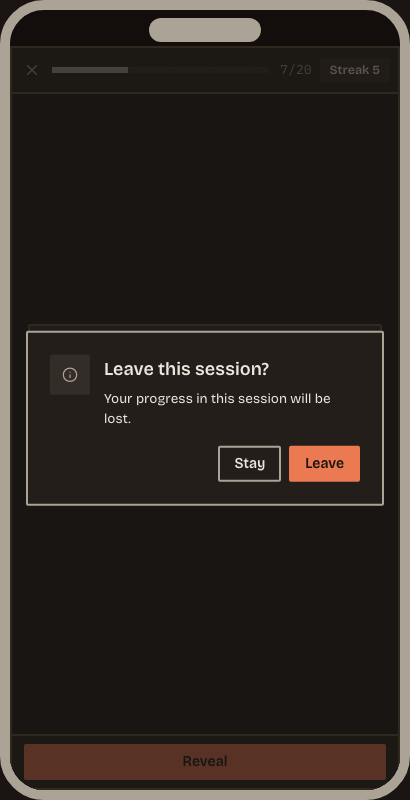 7/20 Streak 5
Leave this session?
Your progress in this session will be
lost.
Stay Leave
Reveal